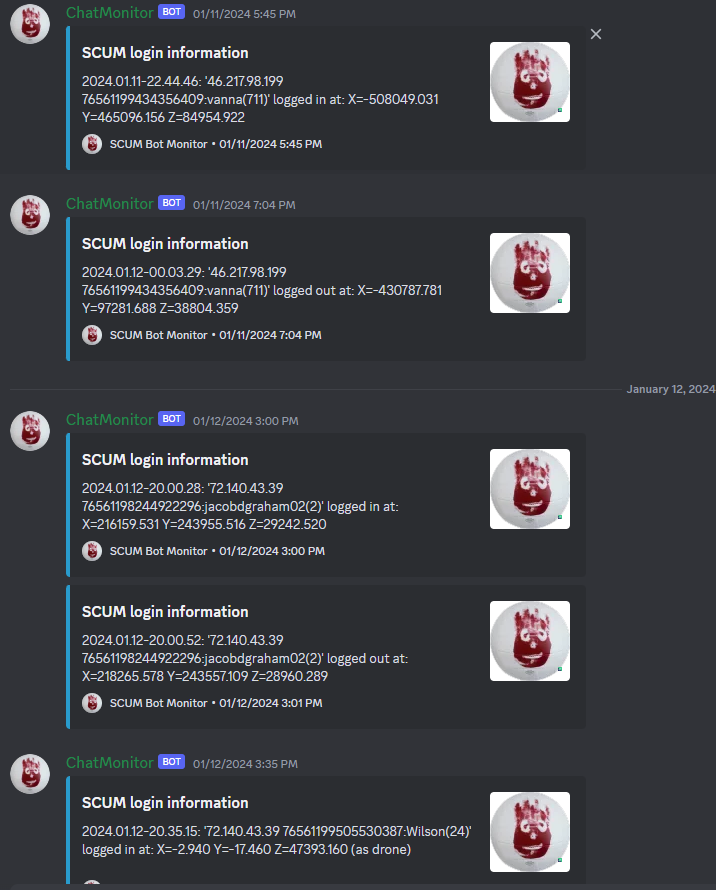 ChatMonitor BOT 01/11/2024 5:45 PM
SCUM login information
2024.01.11-22.44.46: '46.217.98.199
76561199434356409:vanna(711)' logged in at: X=-508049.031
Y=465096.156 Z=84954.922
SCUM Bot Monitor • 01/11/2024 5:45 PM
ChatMonitor BOT 01/11/2024 7:04 PM
SCUM login information
2024.01.12-00.03.29: '46.217.98.199
76561199434356409:vanna(711)' logged out at: X=-430787.781
Y=97281.688 Z=38804.359
SCUM Bot Monitor • 01/11/2024 7:04 PM
January 12, 2024
ChatMonitor BOT 01/12/2024 3:00 PM
SCUM login information
2024.01.12-20.00.28: '72.140.43.39
76561198244922296:jacobdgraham02(2)' logged in at:
X=216159.531 Y=243955.516 Z=29242.520
SCUM Bot Monitor • 01/12/2024 3:00 PM
SCUM login information
2024.01.12-20.00.52: '72.140.43.39
76561198244922296:jacobdgraham02(2)' logged out at:
X=218265.578 Y=243557.109 Z=28960.289
SCUM Bot Monitor • 01/12/2024 3:01 PM
ChatMonitor BOT 01/12/2024 3:35 PM
SCUM login information
2024.01.12-20.35.15: '72.140.43.39 76561199505530387:Wilson(24)'
logged in at: X=-2.940 Y=-17.460 Z=47393.160 (as drone)